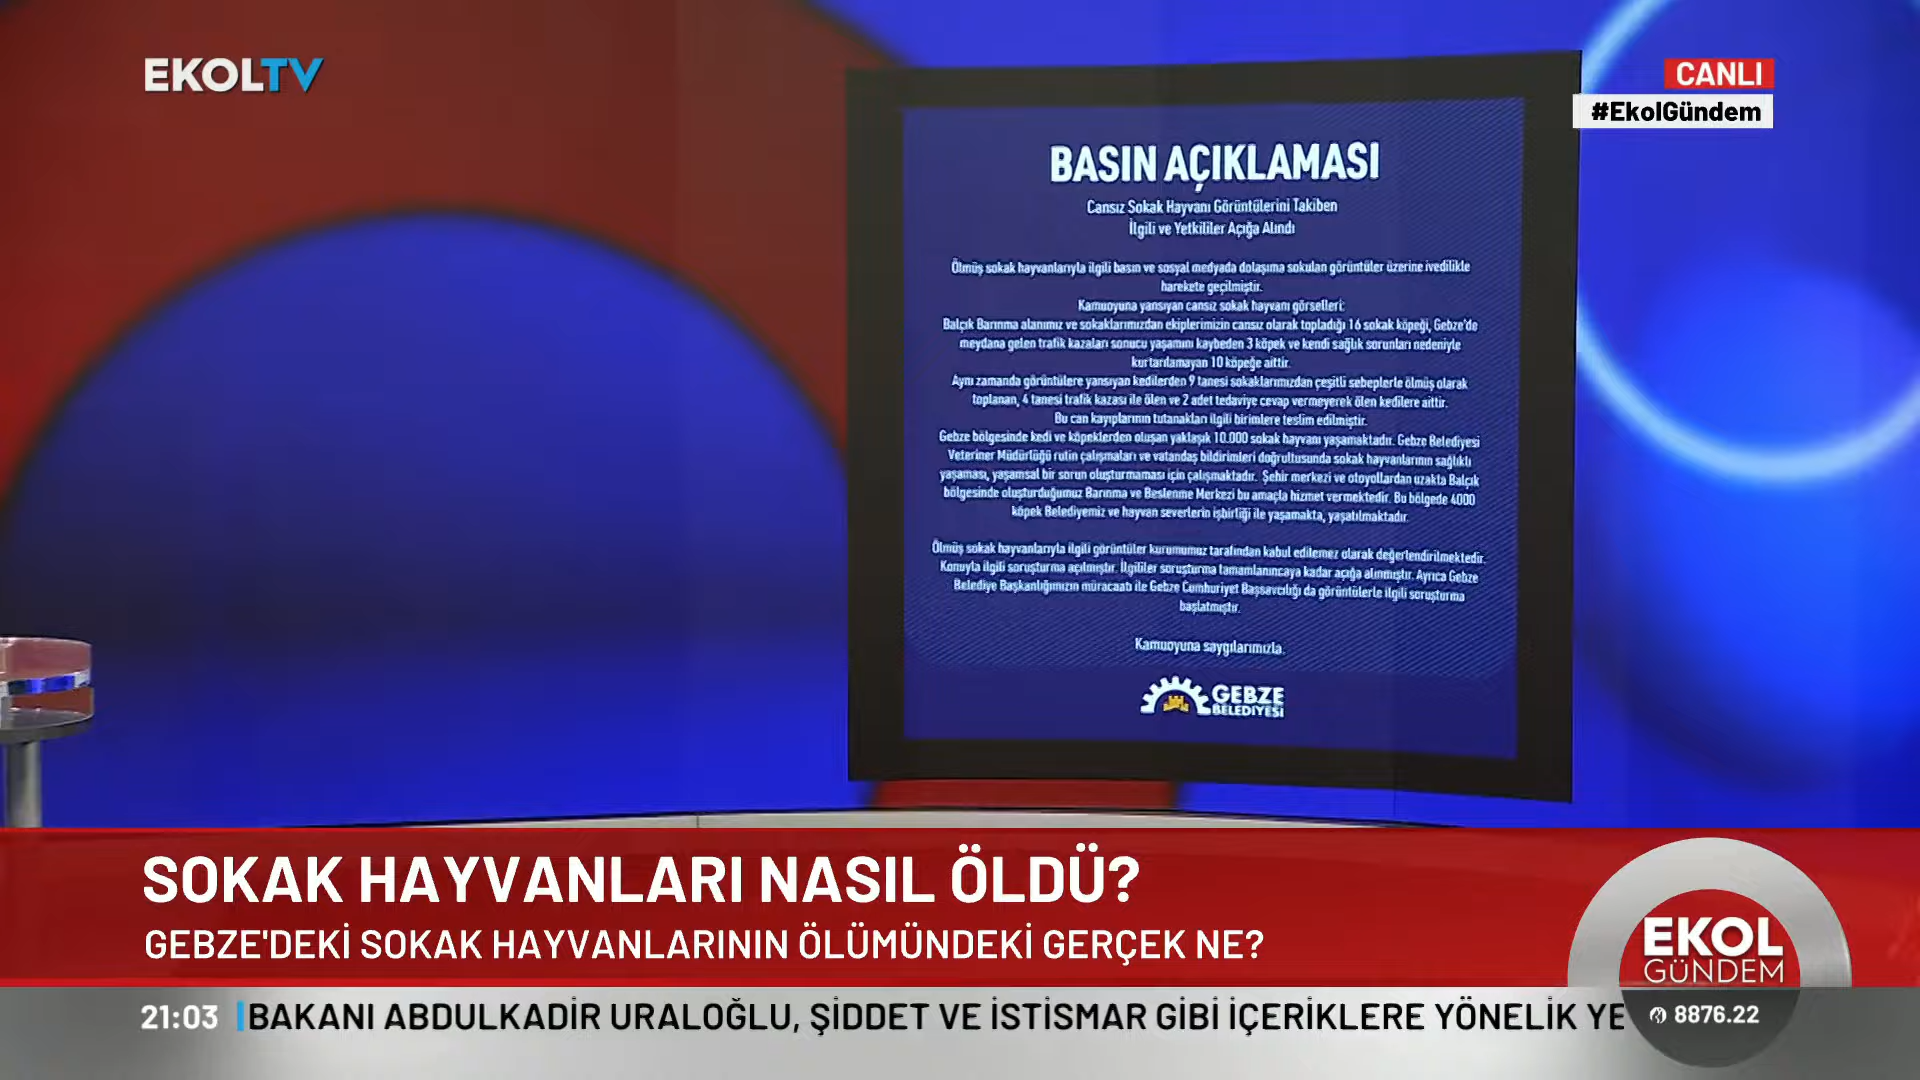 EKOLTV
CANLI
#EkolGündem
BASIN AÇIKLAMASI
Cansız Sokak Hayvanı Görüntülerini Takiben
İlgili ve Yetkililer Açığa Alındı
Ölmüş sokak hayvanlarıyla ilgili basın ve sosyal medyada dolaşıma sokulan görüntüler üzerine ivedilikle
harekete geçilmiştir.
Kamuoyuna yansıyan cansız sokak hayvanı görselleri;
Balçık Barınma alanımız ve sokaklarımızdan ekiplerimizin cansız olarak topladığı 16 sokak köpeği, Gebze'de
meydana gelen trafik kazaları sonucu yaşamını kaybeden 3 köpek ve kendi sağlık sorunları nedeniyle
kurtarılamayan 10 köpeğe aittir.
Aynı zamanda görüntülere yansıyan kedilerden 9 tanesi sokaklarımızdan çeşitli sebeplerle ölmüş olarak
toplanan, 4 tanesi trafik kazası ile ölen ve 2 adet tedaviye cevap vermeyerek ölen kedilere aittir.
Bu can kayıplarının tutanakları ilgili birimlere teslim edilmiştir.
Gebze bölgesinde kedi ve köpeklerden oluşan yaklaşık 10.000 sokak hayvanı yaşamaktadır. Gebze Belediyesi
Veteriner Müdürlüğü rutin çalışmaları ve vatandaş bildirimleri doğrultusunda sokak hayvanlarının sağlıklı
yaşaması, yaşamsal bir sorun oluşturmaması için çalışmaktadır. Şehir merkezi ve otoyollardan uzakta Balçık
bölgesinde oluşturduğumuz Barınma ve Beslenme Merkezi bu amaçla hizmet vermektedir. Bu bölgede 4000
köpek Belediyemiz ve hayvan severlerin işbirliği ile yaşamakta, yaşatılmaktadır.
Ölmüş sokak hayvanlarıyla ilgili görüntüler kurumumuz tarafından kabul edilemez olarak değerlendirilmektedir.
Konuyla ilgili soruşturma açılmıştır. İlgililer soruşturma tamamlanıncaya kadar açığa alınmıştır. Ayrıca Gebze
Belediye Başkanlığımızın müracaatı ile Gebze Cumhuriyet Başsavcılığı da görüntülerle ilgili soruşturma
başlatmıştır.
Kamuoyuna saygılarımızla.
GEBZE
BELEDİYESİ
SOKAK HAYVANLARI NASIL ÖLDÜ?
GEBZE'DEKİ SOKAK HAYVANLARININ ÖLÜMÜNDEKİ GERÇEK NE?
EKOL
GÜNDEM
21:03 BAKANI ABDULKADİR URALOĞLU, ŞİDDET VE İSTİSMAR GİBİ İÇERİKLERE YÖNELİK YE
8876.22